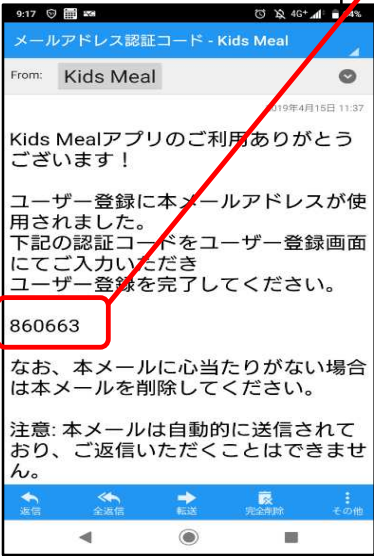 9:17 4G+ 4%
メールアドレス認証コード - Kids Meal
From: Kids Meal
2019年4月15日 11:37
Kids Mealアプリのご利用ありがとう
ございます！
ユーザー登録に本メールアドレスが使
用されました。
下記の認証コードをユーザー登録画面
にてご入力いただき
ユーザー登録を完了してください。
860663
なお、本メールに心当たりがない場合
は本メールを削除してください。
注意: 本メールは自動的に送信されて
おり、ご返信いただくことはできませ
ん。
返信 全返信 転送 完全削除 その他